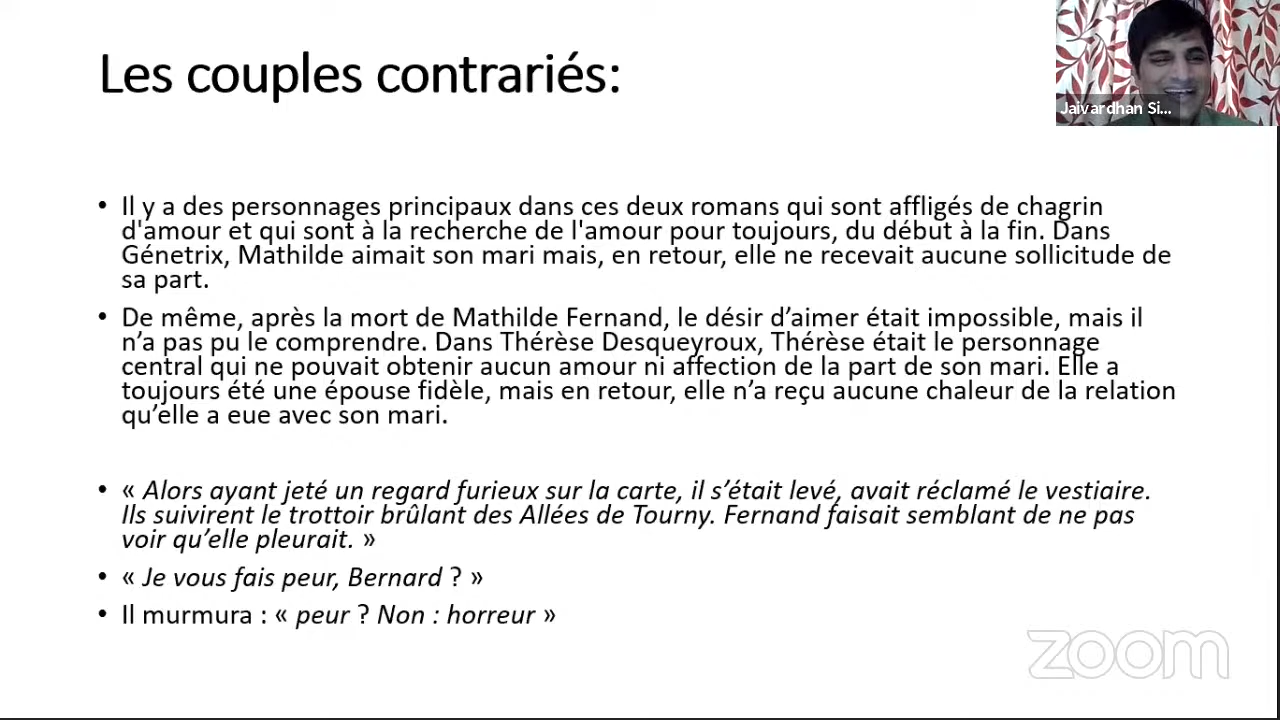 Les couples contrariés:
Jaivardhan Si...
• Il y a des personnages principaux dans ces deux romans qui sont affligés de chagrin
d'amour et qui sont à la recherche de l'amour pour toujours, du début à la fin. Dans
Génetrix, Mathilde aimait son mari mais, en retour, elle ne recevait aucune sollicitude de
sa part.
• De même, après la mort de Mathilde Fernand, le désir d’aimer était impossible, mais il
n’a pas pu le comprendre. Dans Thérèse Desqueyroux, Thérèse était le personnage
central qui ne pouvait obtenir aucun amour ni affection de la part de son mari. Elle a
toujours été une épouse fidèle, mais en retour, elle n’a reçu aucune chaleur de la relation
qu’elle a eue avec son mari.
• « Alors ayant jeté un regard furieux sur la carte, il s’était levé, avait réclamé le vestiaire.
Ils suivirent le trottoir brûlant des Allées de Tourny. Fernand faisait semblant de ne pas
voir qu’elle pleurait. »
• « Je vous fais peur, Bernard ? »
• Il murmura : « peur ? Non : horreur »
zoom